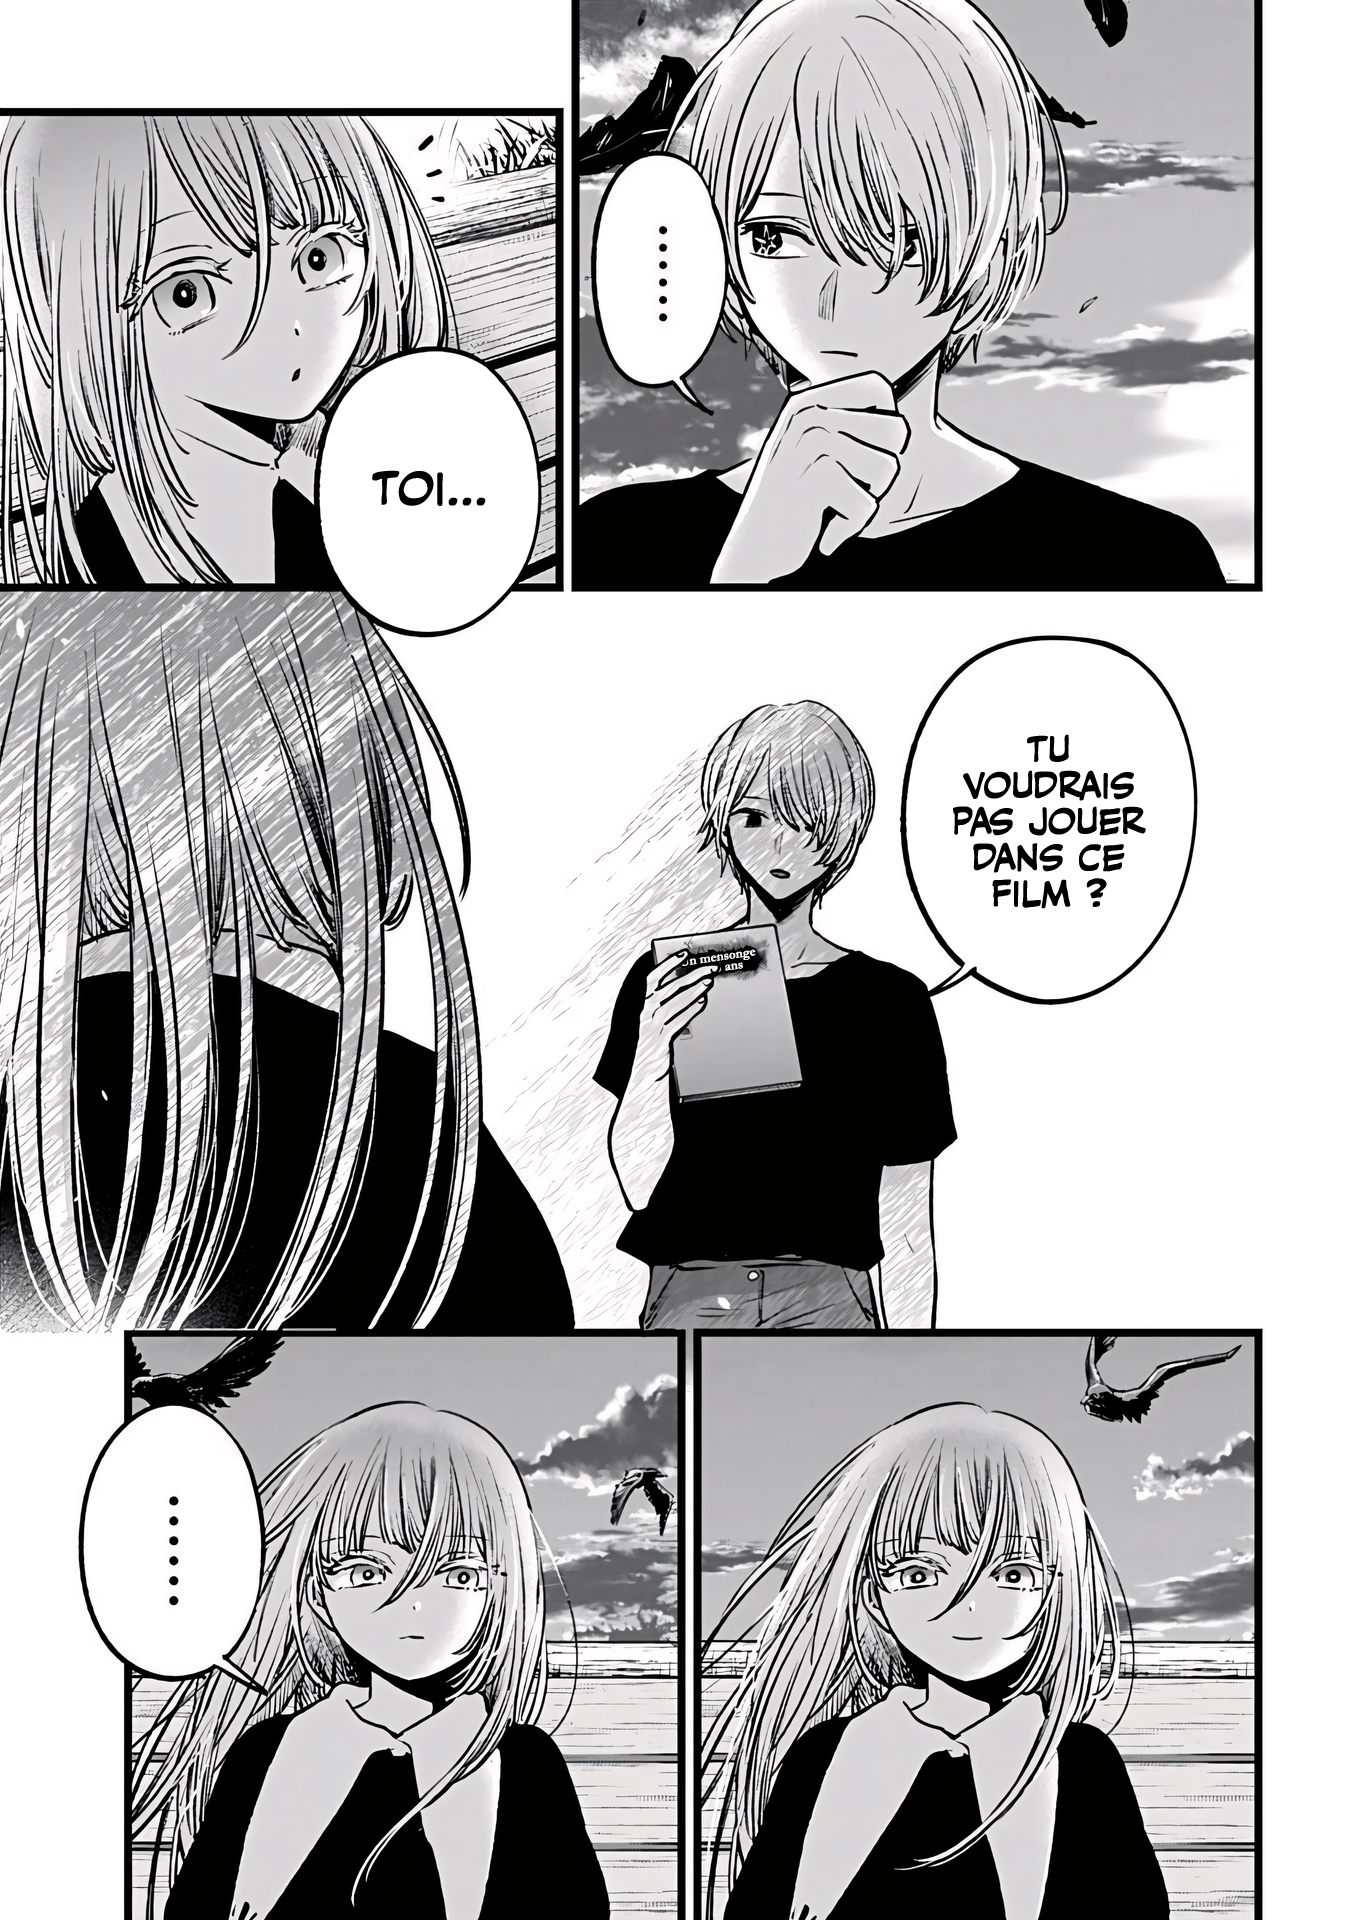 .......
TOI...
TU
VOUDRAIS
PAS JOUER
DANS CE
FILM ?
n mensonge
ans
......